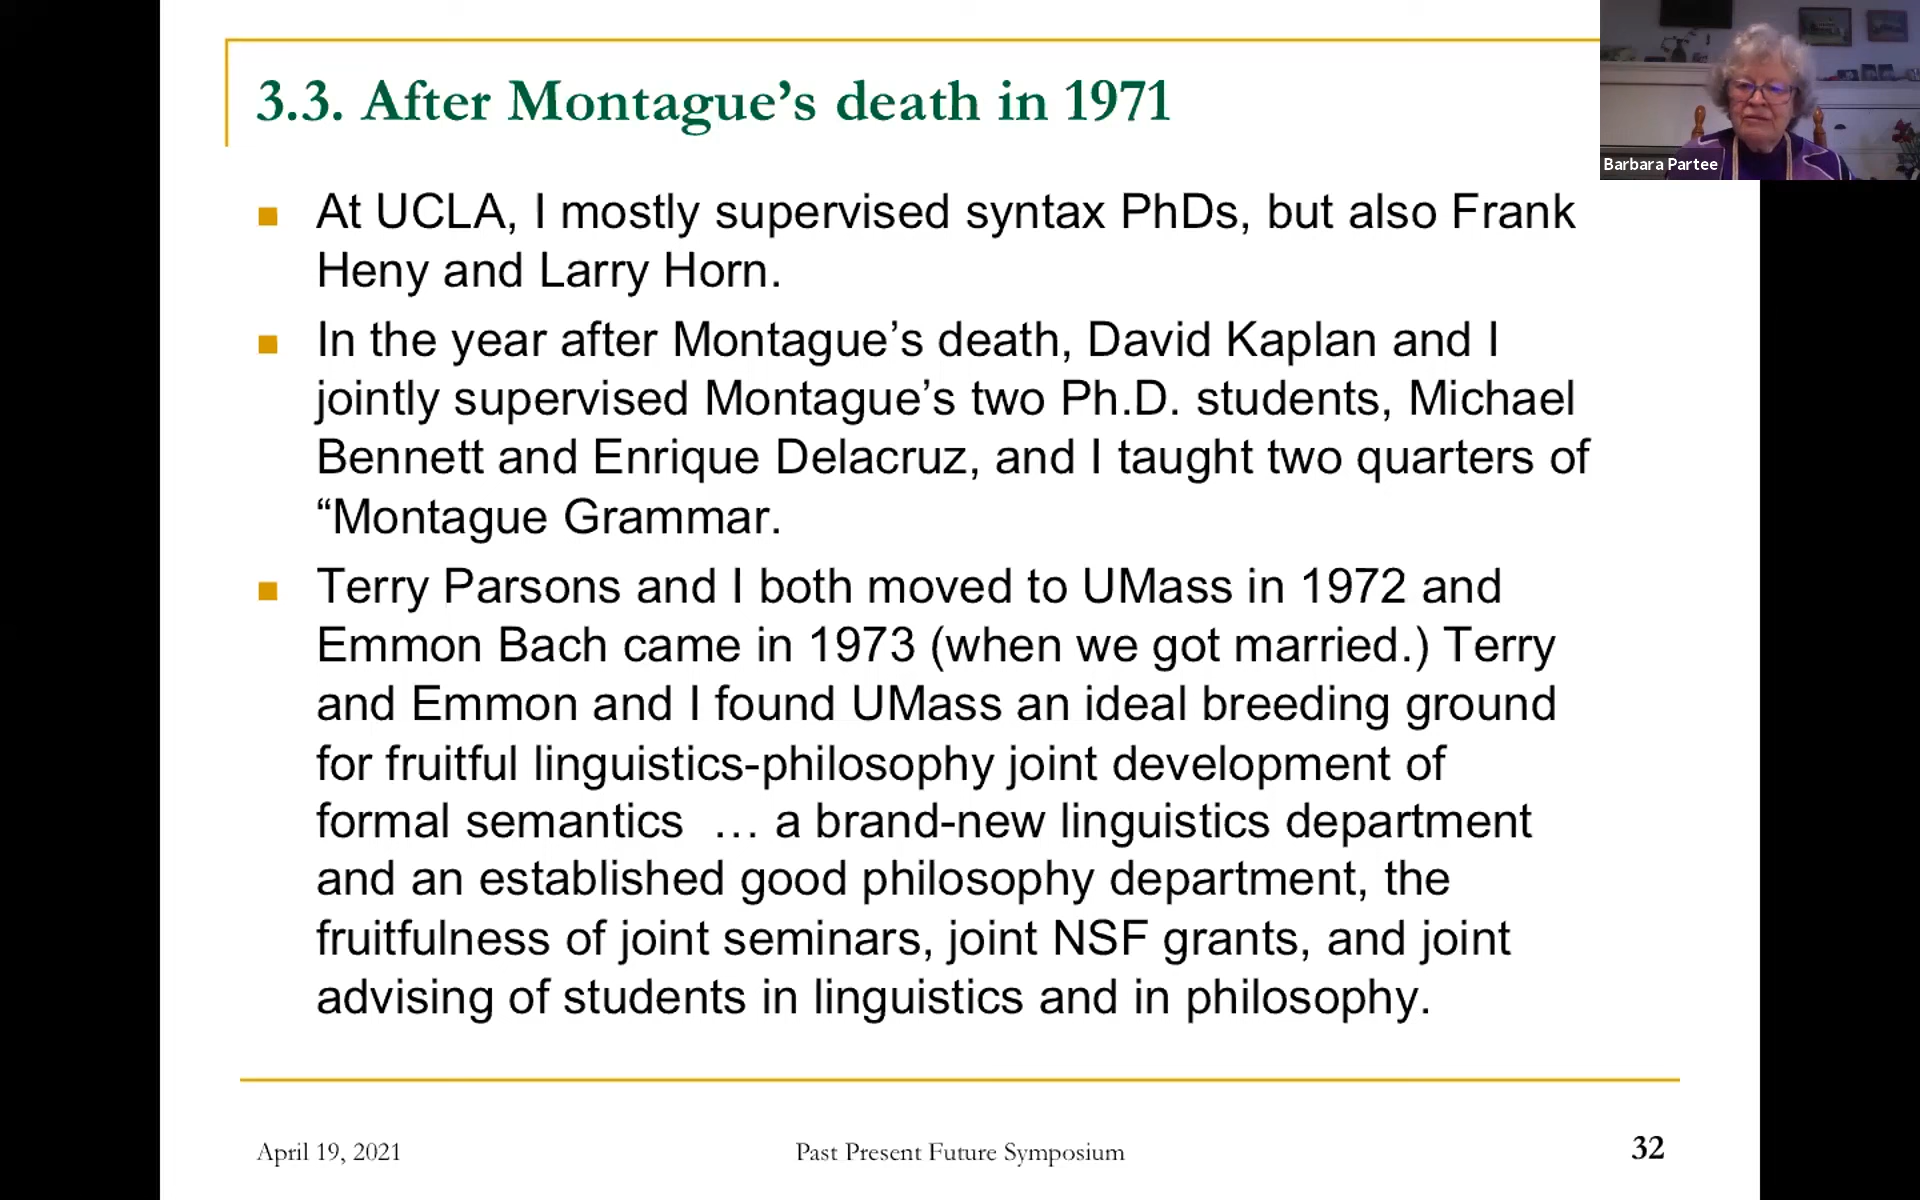 3.3. After Montague’s death in 1971
Barbara Partee
At UCLA, I mostly supervised syntax PhDs, but also Frank
Heny and Larry Horn.
In the year after Montague’s death, David Kaplan and I
jointly supervised Montague’s two Ph.D. students, Michael
Bennett and Enrique Delacruz, and I taught two quarters of
“Montague Grammar.
Terry Parsons and I both moved to UMass in 1972 and
Emmon Bach came in 1973 (when we got married.) Terry
and Emmon and I found UMass an ideal breeding ground
for fruitful linguistics-philosophy joint development of
formal semantics  … a brand-new linguistics department
and an established good philosophy department, the
fruitfulness of joint seminars, joint NSF grants, and joint
advising of students in linguistics and in philosophy.
April 19, 2021
Past Present Future Symposium
32